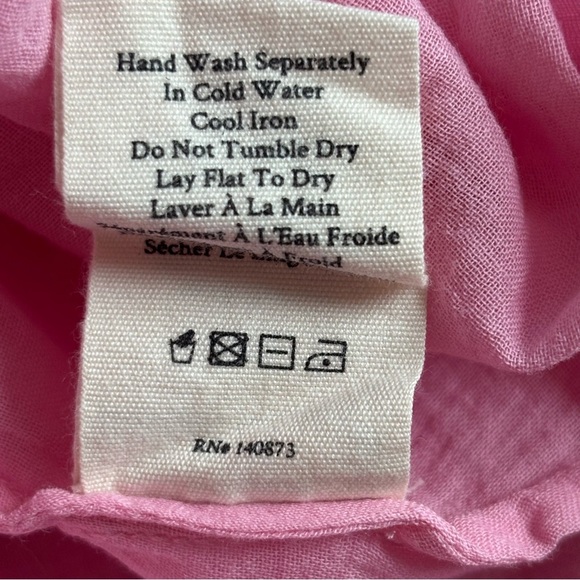 Hand Wash Separately
In Cold Water
Cool Iron
Do Not Tumble Dry
Lay Flat To Dry
Laver À La Main
Séparément À L'Eau Froide
Sécher
RN# 140873